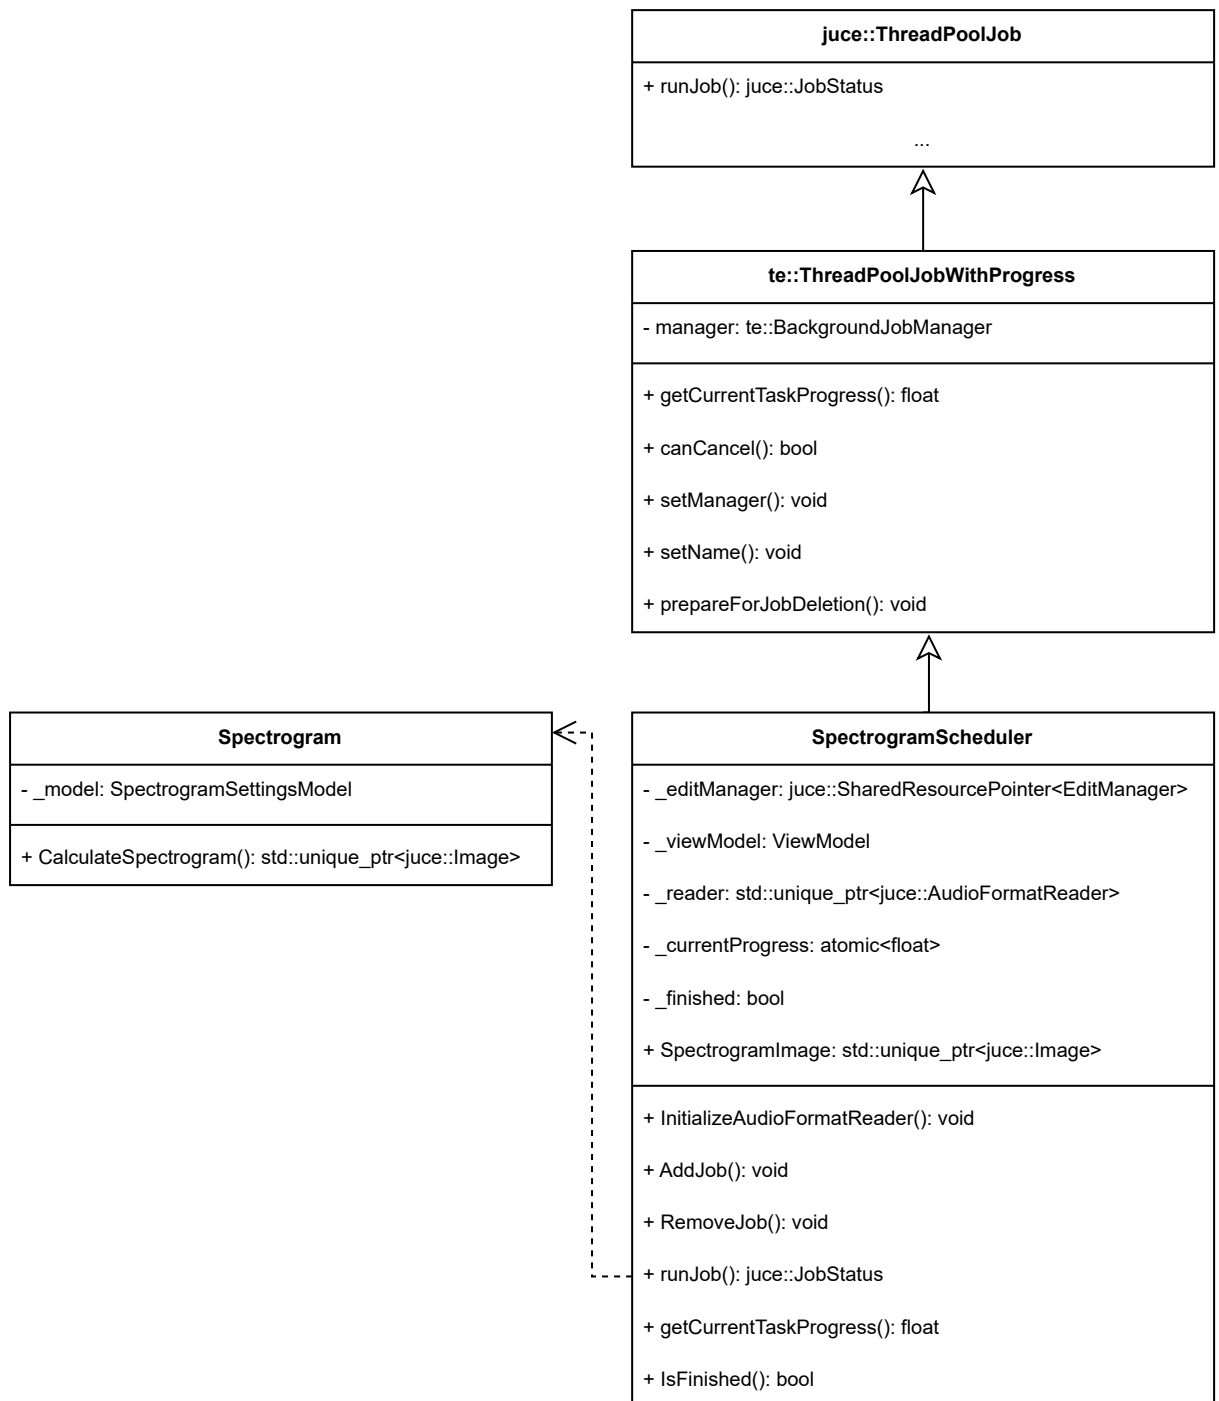 juce::ThreadPoolJob
+ runJob(): juce::JobStatus
...
te::ThreadPoolJobWithProgress
- manager: te::BackgroundJobManager
+ getCurrentTaskProgress(): float
+ canCancel(): bool
+ setManager(): void
+ setName(): void
+ prepareForJobDeletion(): void
Spectrogram
- _model: SpectrogramSettingsModel
+ CalculateSpectrogram(): std::unique_ptr<juce::Image>
SpectrogramScheduler
- _editManager: juce::SharedResourcePointer<EditManager>
- _viewModel: ViewModel
- _reader: std::unique_ptr<juce::AudioFormatReader>
- _currentProgress: atomic<float>
- _finished: bool
+ SpectrogramImage: std::unique_ptr<juce::Image>
+ InitializeAudioFormatReader(): void
+ AddJob(): void
+ RemoveJob(): void
+ runJob(): juce::JobStatus
+ getCurrentTaskProgress(): float
+ IsFinished(): bool